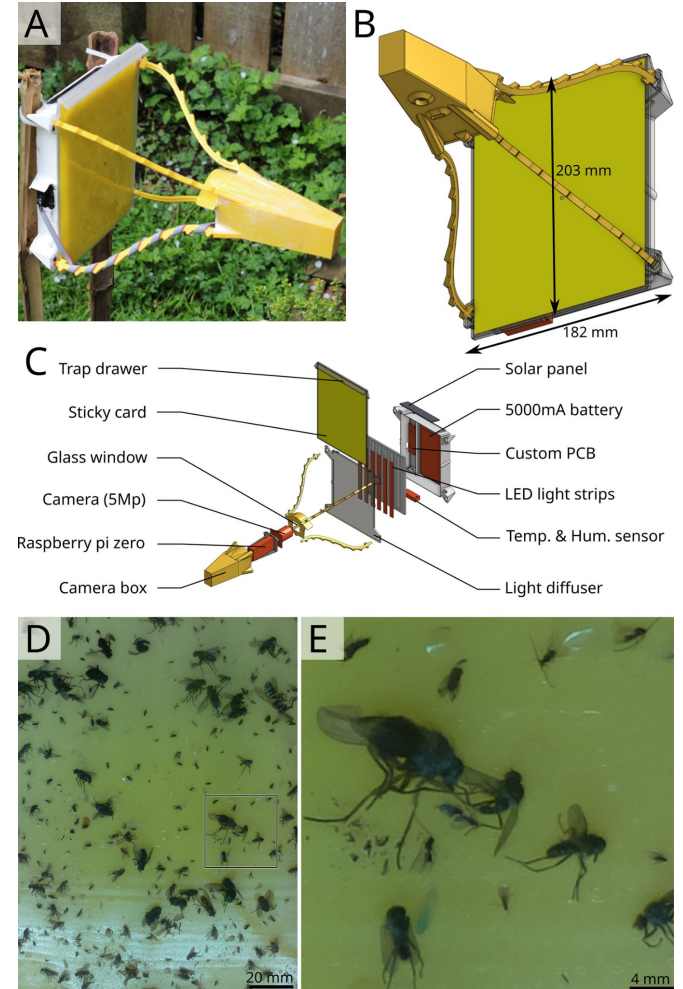 A
B
203 mm
182 mm
C
Trap drawer
Sticky card
Glass window
Camera (5Mp)
Raspberry pi zero
Camera box
Solar panel
5000mA battery
Custom PCB
LED light strips
Temp. & Hum. sensor
Light diffuser
D
20 mm
E
4 mm